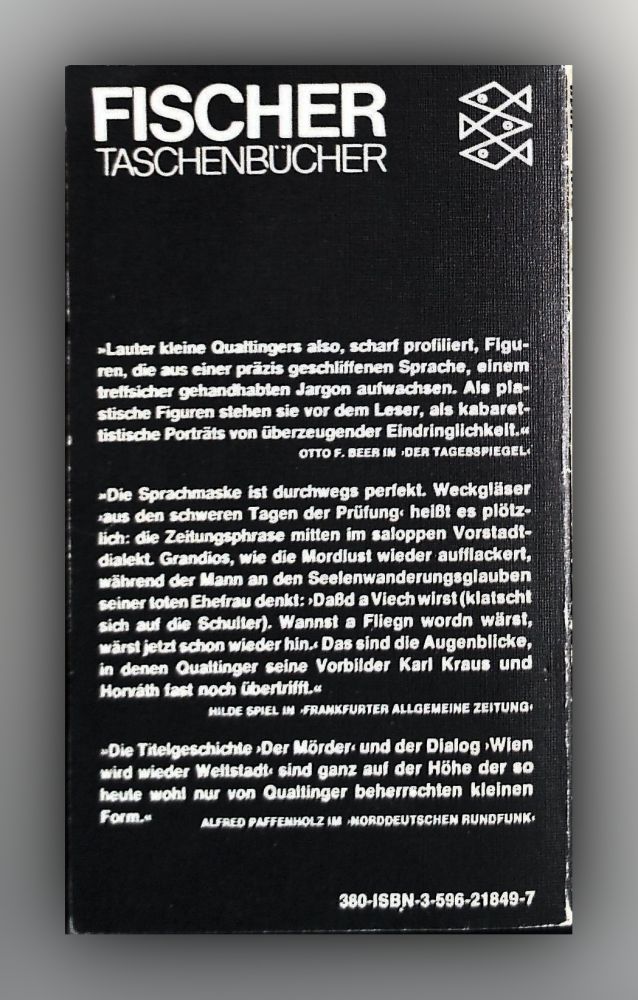 FISCHER
TASCHENBÜCHER
»Lauter kleine Qualtingers also, scharf profiliert, Figu-
ren, die aus einer präzis geschliffenen Sprache, einem
treffsicher gehandhabten Jargon aufwachsen. Als pla-
stische Figuren stehen sie vor dem Leser, als kabaret-
tistische Porträts von überzeugender Eindringlichkeit.«
OTTO F. BEER IN ›DER TAGESSPIEGEL‹
»Die Sprachmaske ist durchwegs perfekt. Weckgläser
›aus den schweren Tagen der Prüfung‹ heißt es plötz-
lich: die Zeitungsphrase mitten im saloppen Vorstadt-
dialekt. Grandios, wie die Mordlust wieder aufflackert,
während der Mann an den Seelenwanderungsglauben
seiner toten Ehefrau denkt: ›Daßd a Viech wirst (klatscht
sich auf die Schulter). Wannst a Fliegn wordn wärst,
wärst jetzt schon wieder hin.‹ Das sind die Augenblicke,
in denen Qualtinger seine Vorbilder Karl Kraus und
Horváth fast noch übertrifft.«
HILDE SPIEL IN ›FRANKFURTER ALLGEMEINE ZEITUNG‹
»Die Titelgeschichte ›Der Mörder‹ und der Dialog ›Wien
wird wieder Weltstadt‹ sind ganz auf der Höhe der so
heute wohl nur von Qualtinger beherrschten kleinen
Form.« ALFRED PAFFENHOLZ IM ›NORDDEUTSCHEN RUNDFUNK‹
380-ISBN-3-596-21849-7